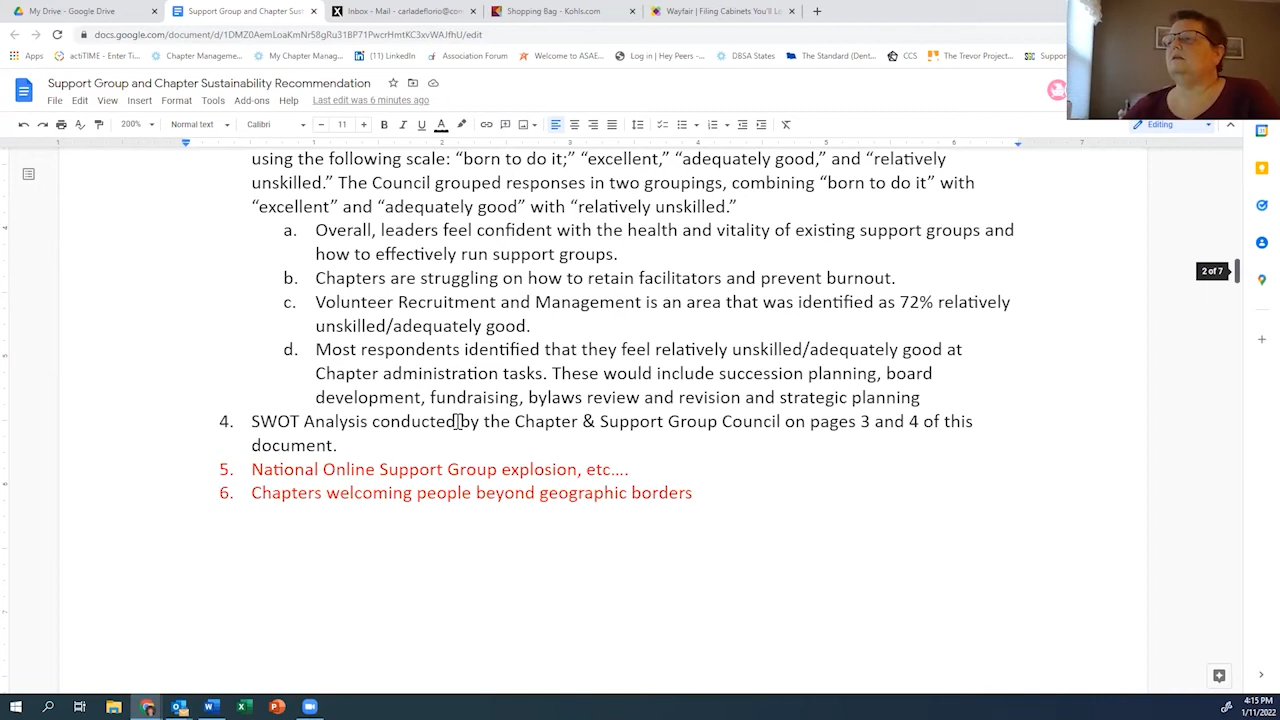 My Drive - Google Drive
Support Group and Chapter Sust
Inbox - Mail - carladeflorio@con
Shopping Bag - Kohls.com
Wayfair | Filing Cabinets You'll Lo
Apps
actiTIME - Enter Ti...
Chapter Manageme...
My Chapter Manag...
(1) LinkedIn
Association Forum
Welcome to ASAE...
Log in | Hey Peers -...
DBSA States
The Standard (Dent...
CCS
The Trevor Project...
Suppor
Support Group and Chapter Sustainability Recommendation
File Edit View Insert Format Tools Add-ons Help Last edit was 6 minutes ago
200% Normal text Calibri 11 Editing
using the following scale: “born to do it;” “excellent,” “adequately good,” and “relatively
unskilled.” The Council grouped responses in two groupings, combining “born to do it” with
“excellent” and “adequately good” with “relatively unskilled.”
a. Overall, leaders feel confident with the health and vitality of existing support groups and
how to effectively run support groups.
b. Chapters are struggling on how to retain facilitators and prevent burnout.
c. Volunteer Recruitment and Management is an area that was identified as 72% relatively
unskilled/adequately good.
d. Most respondents identified that they feel relatively unskilled/adequately good at
Chapter administration tasks. These would include succession planning, board
development, fundraising, bylaws review and revision and strategic planning
4. SWOT Analysis conducted by the Chapter & Support Group Council on pages 3 and 4 of this
document.
5. National Online Support Group explosion, etc….
6. Chapters welcoming people beyond geographic borders
2 of 7
4:15 PM
1/11/2022